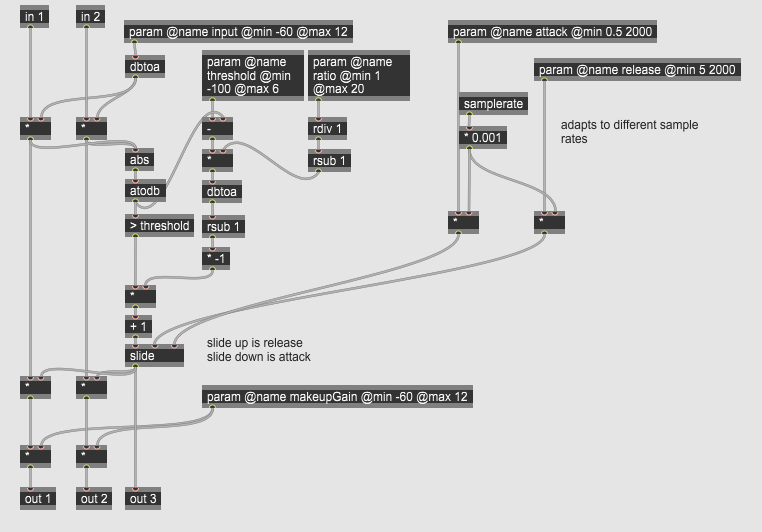 in 1
in 2
param @name input @min -60 @max 12
param @name attack @min 0.5 2000
dbtoa
param @name
threshold @min
-100 @max 6
param @name
ratio @min 1
@max 20
param @name release @min 5 2000
samplerate
*
*
-
rdiv 1
* 0.001
adapts to different sample
rates
abs
*
rsub 1
atodb
dbtoa
> threshold
rsub 1
*
*
* -1
*
+ 1
slide
slide up is release
slide down is attack
*
*
param @name makeupGain @min -60 @max 12
*
*
out 1
out 2
out 3